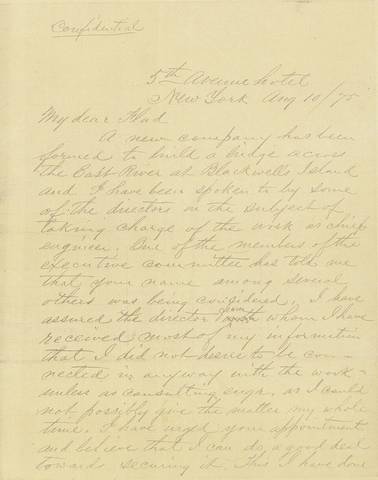 Confidential
5th Avenue Hotel
New York Aug 10/75
My dear Thad
A new company has been
formed to build a bridge across
the East River at Blackwells Island
and I have been spoken to by some
of the directors on the subject of
taking charge of the work as chief
engineer. One of the members of the
executive committee has told me
that your name among several
others was being considered. I have
assured the director from whom I have
received most of my information
that I did not desire to be con-
nected in anyway with the work -
unless as consulting engr. as I could
not possibly give the matter my whole
time. I have urged your appointment
and believe that I can do a good deal
towards securing it. This I have done